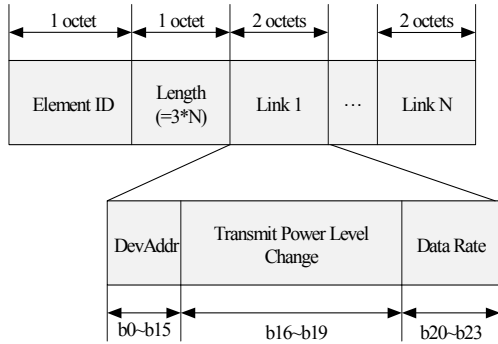 1 octet 1 octet 2 octets 2 octets
Element ID Length (=3*N) Link 1 ... Link N
DevAddr Transmit Power Level Change Data Rate
b0~b15 b16~b19 b20~b23